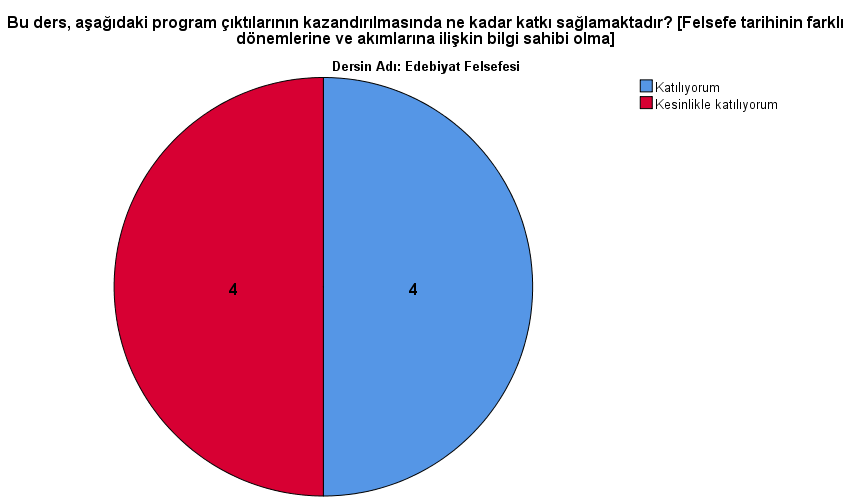 Bu ders, aşağıdaki program çıktılarının kazandırılmasında ne kadar katkı sağlamaktadır? [Felsefe tarihinin farklı
dönemlerine ve akımlarına ilişkin bilgi sahibi olma]
Dersin Adı: Edebiyat Felsefesi
Katılıyorum
Kesinlikle katılıyorum
4
4